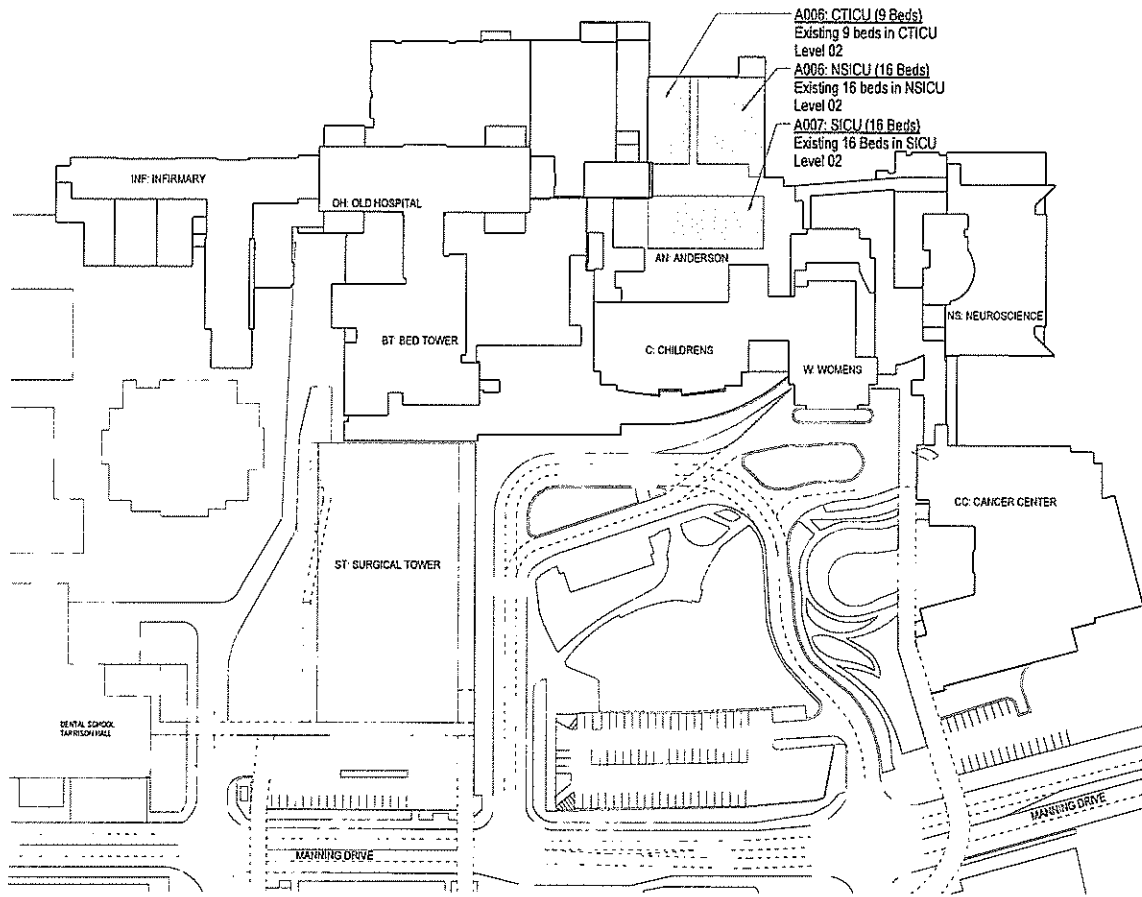 A006: CTICU (9 Beds)
Existing 9 beds in CTICU
Level 02
A006: NSICU (16 Beds)
Existing 16 beds in NSICU
Level 02
A007: SICU (16 Beds)
Existing 16 Beds in SICU
Level 02
INF: INFIRMARY
OH: OLD HOSPITAL
AN: ANDERSON
NS: NEUROSCIENCE
BT: BED TOWER
C: CHILDRENS
W: WOMENS
CC: CANCER CENTER
ST: SURGICAL TOWER
DENTAL SCHOOL
TARRISON HALL
MANNING DRIVE
MANNING DRIVE